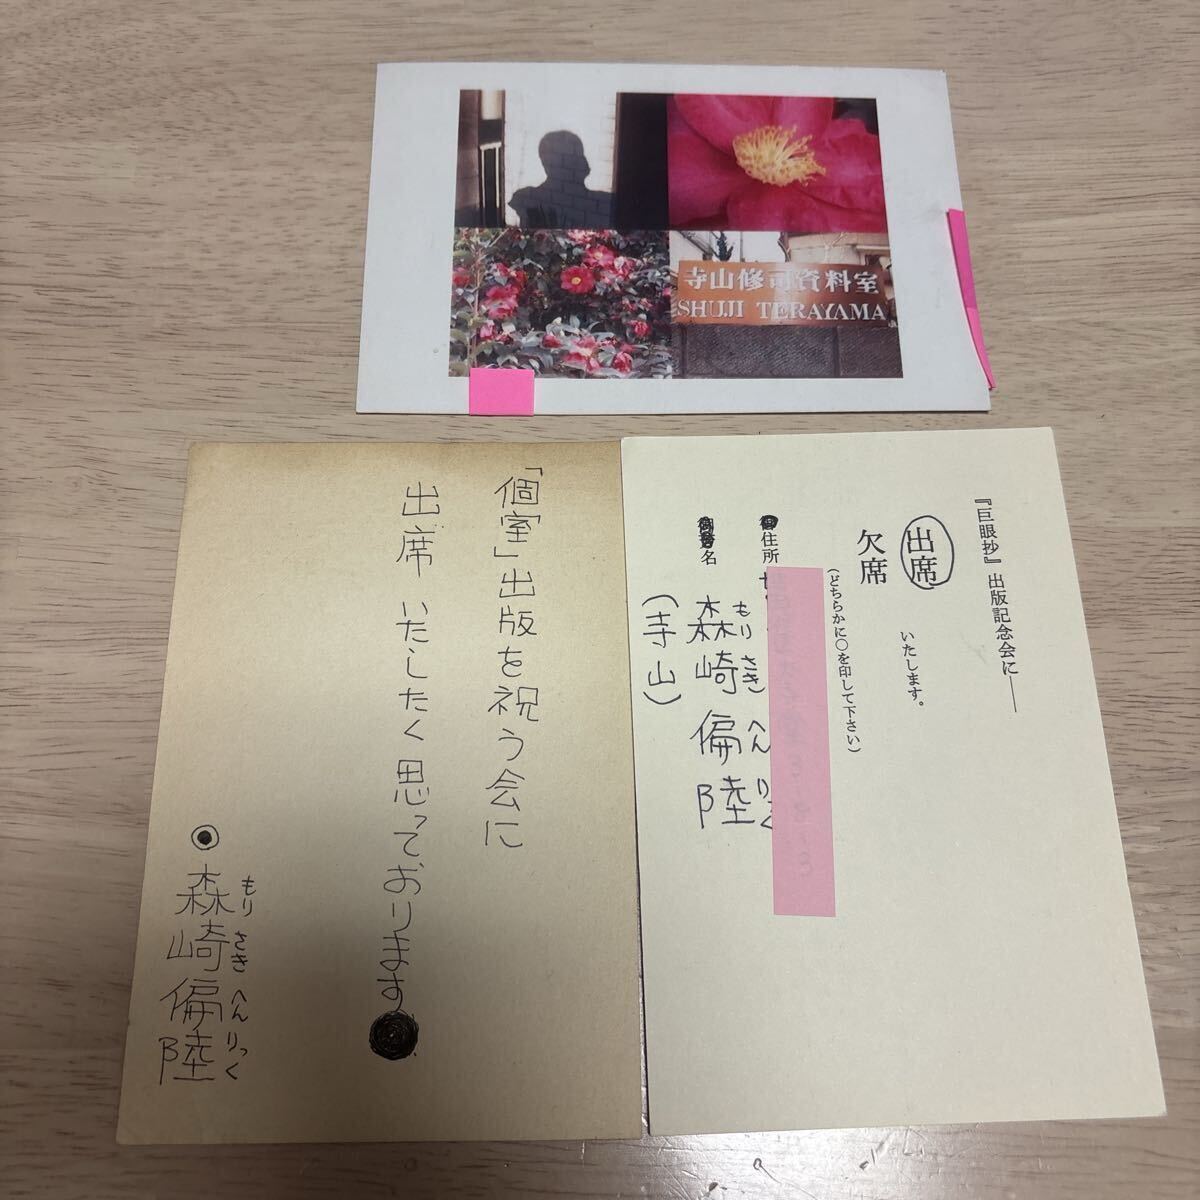 寺山修司資料室
SHUJI TERAYAMA
「個室」出版を祝う会に
出席いたしたく思っております
森崎偏陸
もりさきへんりっく
『巨眼抄』出版記念会に――
出席
いたします。
欠席
(どちらかに○を印して下さい)
住所
名
森崎偏陸
もりさきへんりっく
(寺山)